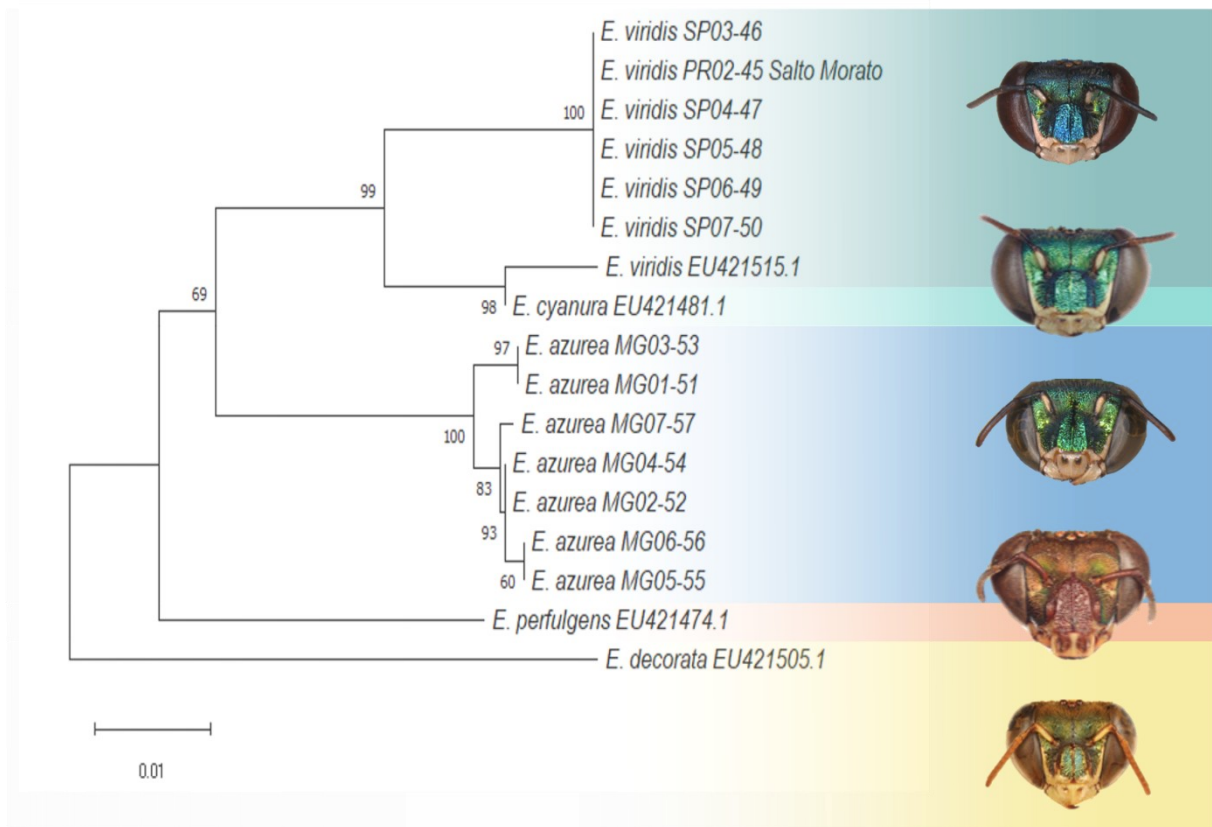 E. viridis SP03-46
E. viridis PR02-45 Salto Morato
100
E. viridis SP04-47
E. viridis SP05-48
99
E. viridis SP06-49
E. viridis SP07-50
E. viridis EU421515.1
69
98
E. cyanura EU421481.1
97
E. azurea MG03-53
E. azurea MG01-51
100
E. azurea MG07-57
E. azurea MG04-54
83
E. azurea MG02-52
93
E. azurea MG06-56
60
E. azurea MG05-55
E. perfulgens EU421474.1
E. decorata EU421505.1
0.01